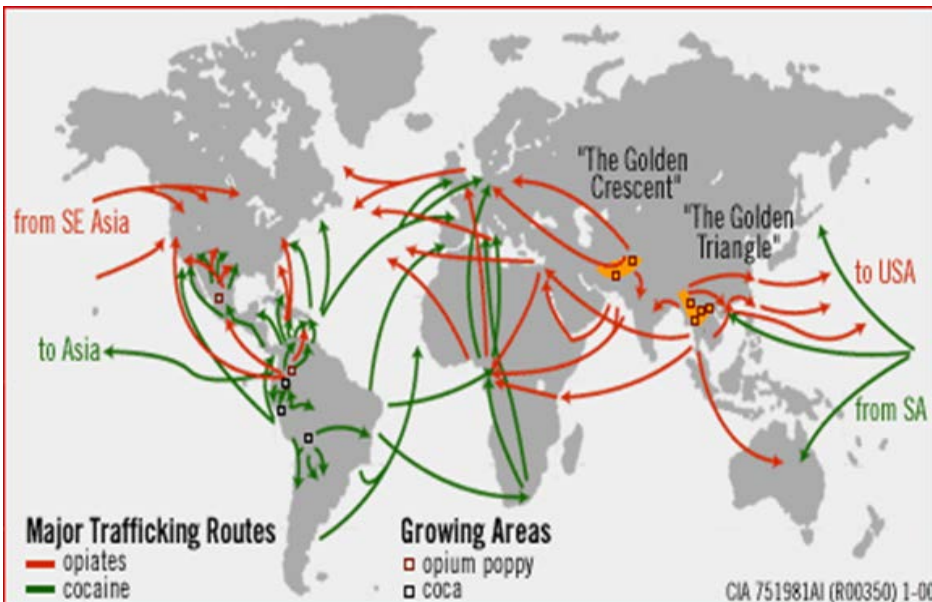 "The Golden
Crescent"
"The Golden
Triangle"
from SE Asia
to USA
to Asia
from SA
Major Trafficking Routes
opiates
cocaine
Growing Areas
opium poppy
coca
CIA 751981AI (R00350) 1-00